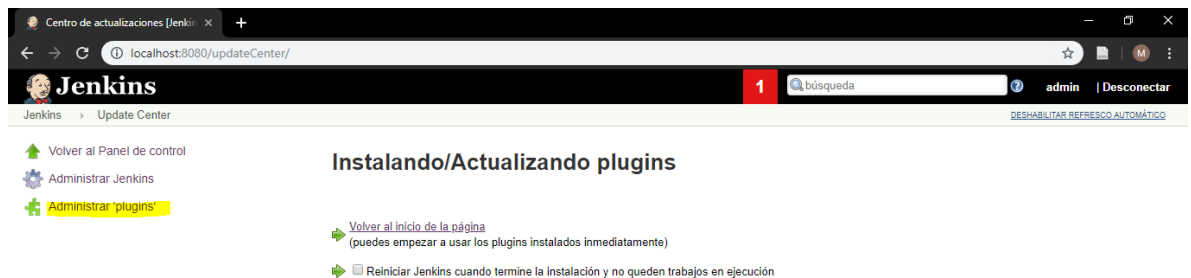 Centro de actualizaciones [Jenkin
localhost:8080/updateCenter/
M
Jenkins
1
búsqueda
admin
| Desconectar
Jenkins
Update Center
DESHABILITAR REFRESCO AUTOMÁTICO
Volver al Panel de control
Administrar Jenkins
Administrar 'plugins'
Instalando/Actualizando plugins
Volver al inicio de la página
(puedes empezar a usar los plugins instalados inmediatamente)
Reiniciar Jenkins cuando termine la instalación y no queden trabajos en ejecución